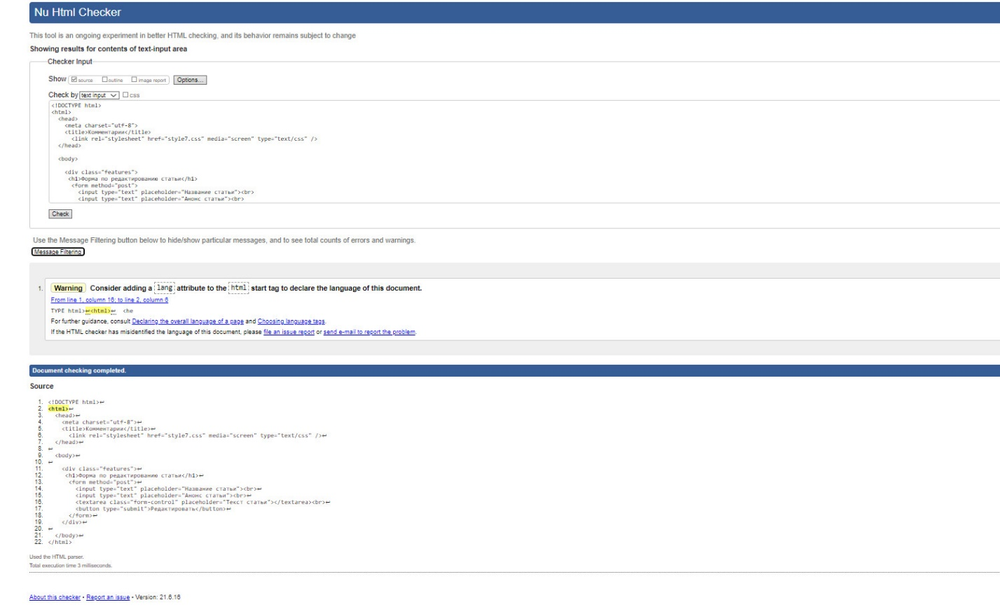 Nu Html Checker
This tool is an ongoing experiment in better HTML checking, and its behavior remains subject to change
Showing results for contents of text-input area
Checker Input
Show source outline image report Options...
Check by text input css
<!DOCTYPE html>
<html>
<head>
<meta charset="utf-8">
<title>Комментарии</title>
<link rel="stylesheet" href="style7.css" media="screen" type="text/css" />
</head>
<body>
<div class="features">
<h1>Форма по редактированию статьи</h1>
<form method="post">
<input type="text" placeholder="Название статьи"><br>
<input type="text" placeholder="Анонс статьи"><br>
Check
Use the Message Filtering button below to hide/show particular messages, and to see total counts of errors and warnings.
Message Filtering
1. Warning Consider adding a lang attribute to the html start tag to declare the language of this document.
From line 1, column 16; to line 2, column 6
TYPE html>↩<html>↩ <he
For further guidance, consult Declaring the overall language of a page and Choosing language tags.
If the HTML checker has misidentified the language of this document, please file an issue report or send e-mail to report the problem.
Document checking completed.
Source
1. <!DOCTYPE html>↩
2. <html>↩
3. <head>↩
4. <meta charset="utf-8">↩
5. <title>Комментарии</title>↩
6. <link rel="stylesheet" href="style7.css" media="screen" type="text/css" />↩
7. </head>↩
8. ↩
9. <body>↩
10. ↩
11. <div class="features">↩
12. <h1>Форма по редактированию статьи</h1>↩
13. <form method="post">↩
14. <input type="text" placeholder="Название статьи"><br>↩
15. <input type="text" placeholder="Анонс статьи"><br>↩
16. <textarea class="form-control" placeholder="Текст статьи"></textarea><br>↩
17. <button type="submit">Редактировать</button>↩
18. </form>↩
19. </div>↩
20. ↩
21. </body>↩
22. </html>
Used the HTML parser.
Total execution time 3 milliseconds.
About this checker • Report an issue • Version: 21.6.16